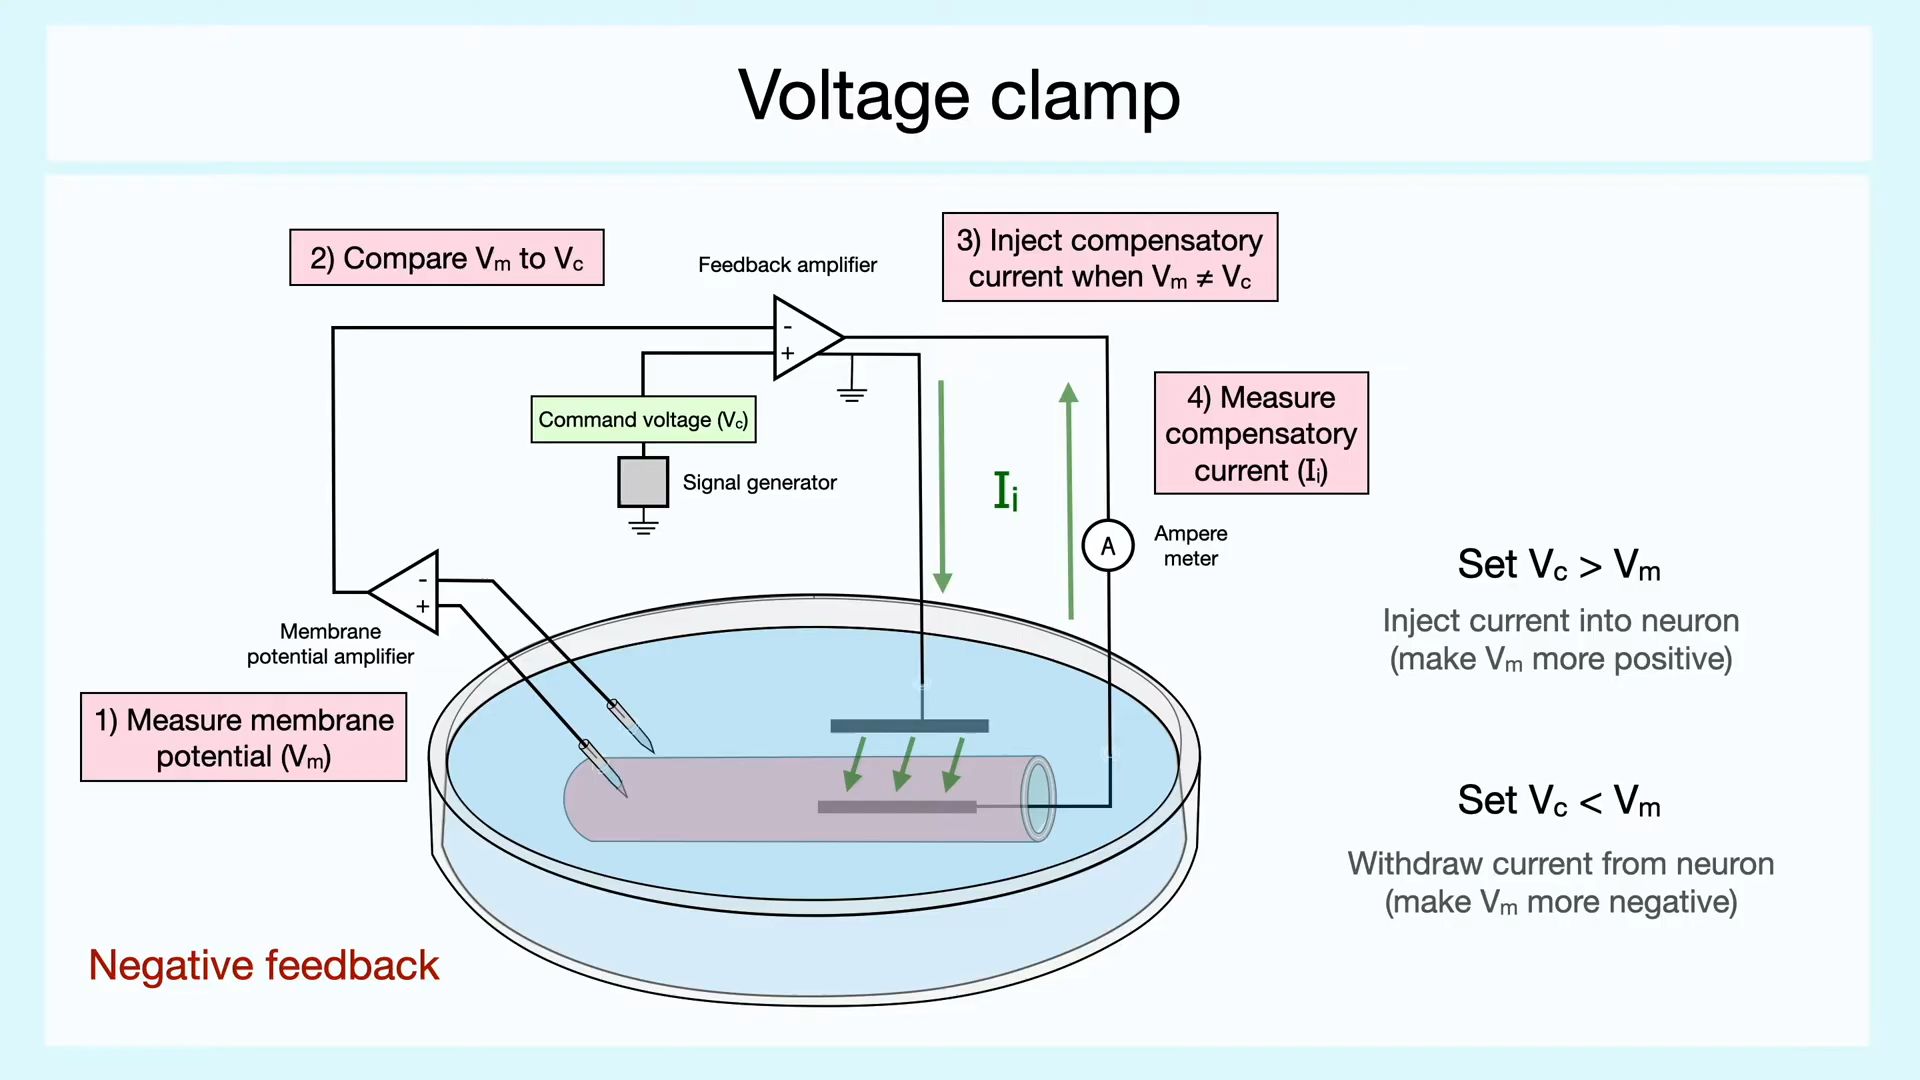 Voltage clamp
2) Compare Vm to Vc
Feedback amplifier
3) Inject compensatory
current when Vm ≠ Vc
-
+
Command voltage (Vc)
Signal generator
4) Measure
compensatory
current (Ii)
Ii
A
Ampere
meter
-
+
Membrane
potential amplifier
1) Measure membrane
potential (Vm)
Set Vc > Vm
Inject current into neuron
(make Vm more positive)
Set Vc < Vm
Withdraw current from neuron
(make Vm more negative)
Negative feedback